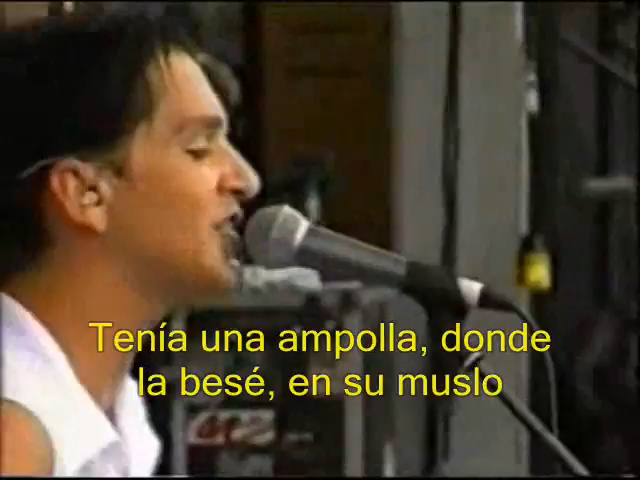 Tenía una ampolla, donde
la besé, en su muslo